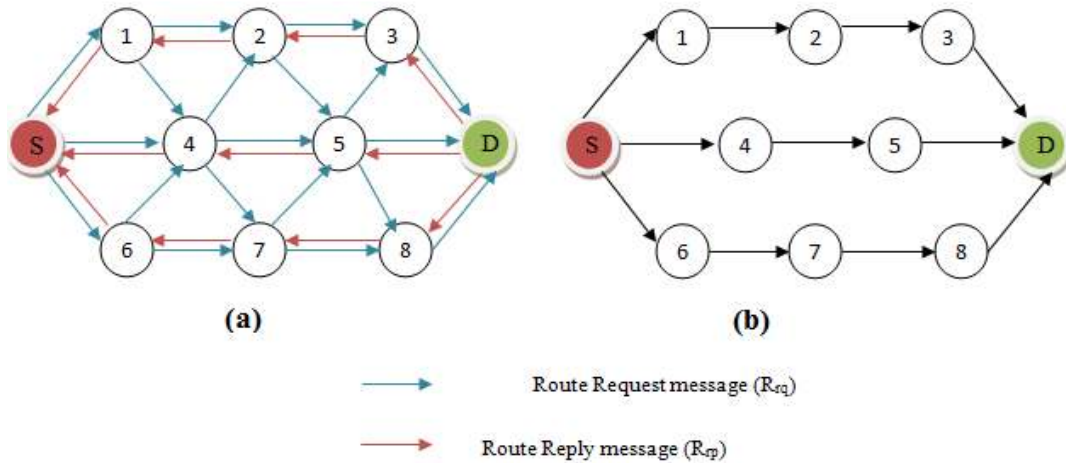 1 2 3
1 2 3
S 4 5 D
S 4 5 D
6 7 8
6 7 8
(a) (b)
Route Request message (Rrq)
Route Reply message (Rrp)